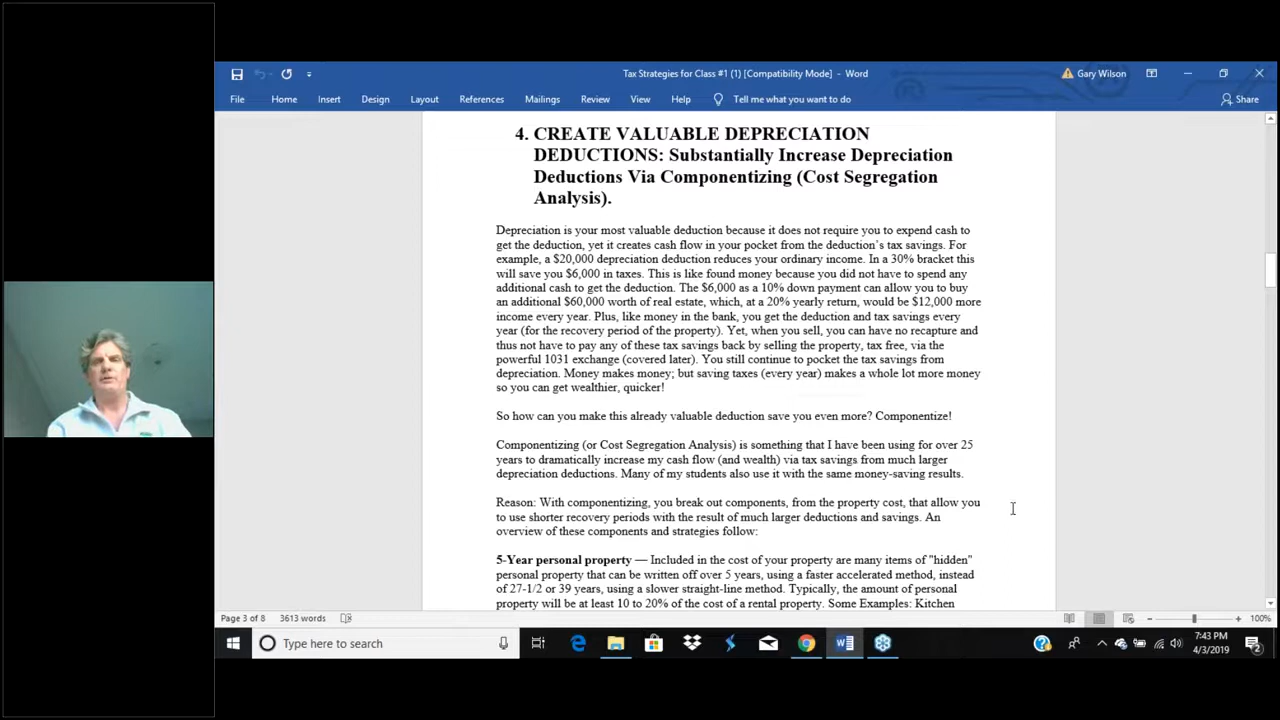 Tax Strategies for Class #1 (1) [Compatibility Mode] - Word
Gary Wilson
File Home Insert Design Layout References Mailings Review View Help Tell me what you want to do Share
4. CREATE VALUABLE DEPRECIATION
DEDUCTIONS: Substantially Increase Depreciation
Deductions Via Componentizing (Cost Segregation
Analysis).
Depreciation is your most valuable deduction because it does not require you to expend cash to
get the deduction, yet it creates cash flow in your pocket from the deduction's tax savings. For
example, a $20,000 depreciation deduction reduces your ordinary income. In a 30% bracket this
will save you $6,000 in taxes. This is like found money because you did not have to spend any
additional cash to get the deduction. The $6,000 as a 10% down payment can allow you to buy
an additional $60,000 worth of real estate, which, at a 20% yearly return, would be $12,000 more
income every year. Plus, like money in the bank, you get the deduction and tax savings every
year (for the recovery period of the property). Yet, when you sell, you can have no recapture and
thus not have to pay any of these tax savings back by selling the property, tax free, via the
powerful 1031 exchange (covered later). You still continue to pocket the tax savings from
depreciation. Money makes money; but saving taxes (every year) makes a whole lot more money
so you can get wealthier, quicker!
So how can you make this already valuable deduction save you even more? Componentize!
Componentizing (or Cost Segregation Analysis) is something that I have been using for over 25
years to dramatically increase my cash flow (and wealth) via tax savings from much larger
depreciation deductions. Many of my students also use it with the same money-saving results.
Reason: With componentizing, you break out components, from the property cost, that allow you
to use shorter recovery periods with the result of much larger deductions and savings. An
overview of these components and strategies follow:
5-Year personal property — Included in the cost of your property are many items of "hidden"
personal property that can be written off over 5 years, using a faster accelerated method, instead
of 27-1/2 or 39 years, using a slower straight-line method. Typically, the amount of personal
property will be at least 10 to 20% of the cost of a rental property. Some Examples: Kitchen
Page 3 of 8 3613 words 100%
Type here to search
7:43 PM
4/3/2019
2